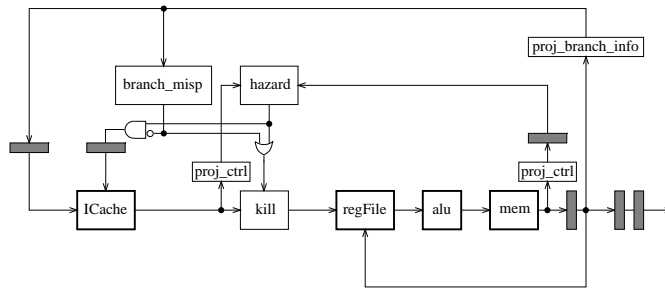 proj_branch_info
branch_misp
hazard
proj_ctrl
proj_ctrl
ICache
kill
regFile
alu
mem